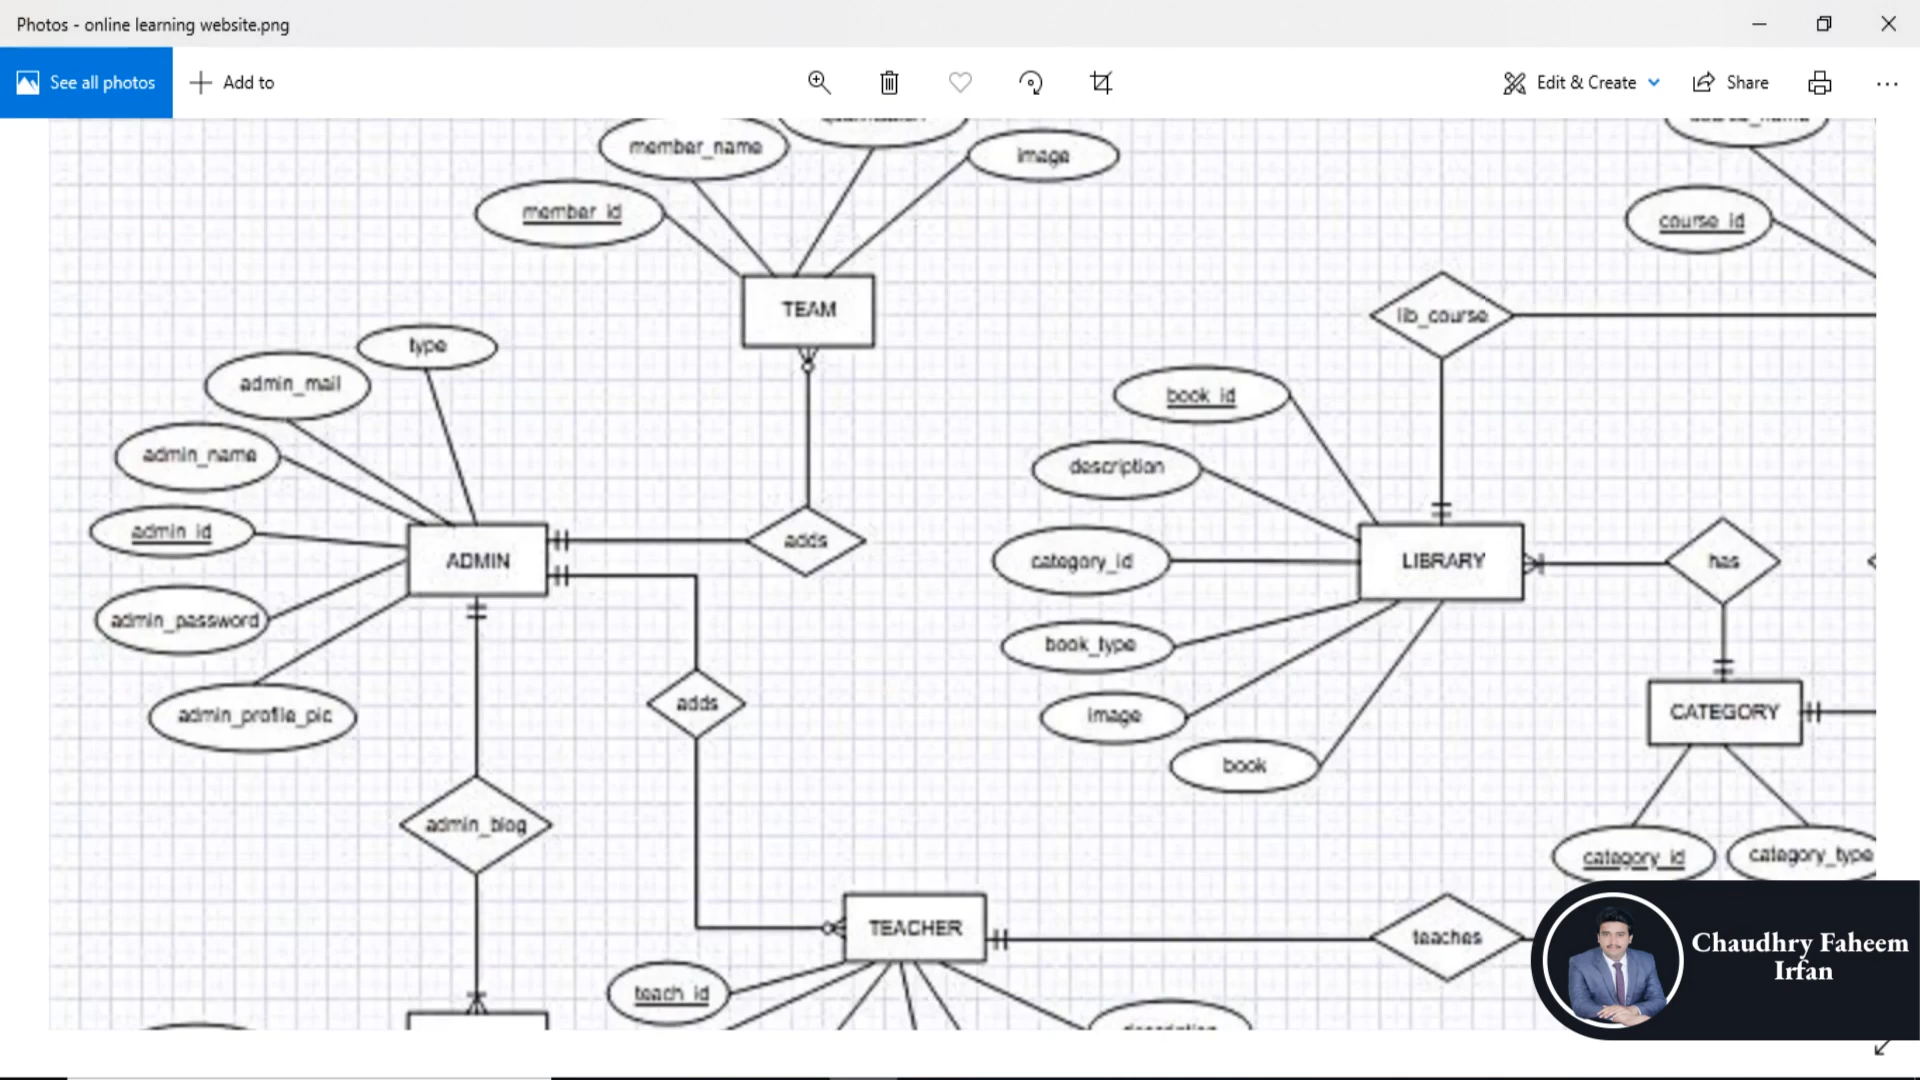 Photos - online learning website.png
See all photos
Add to
Edit & Create
Share
member_name
image
member_id
course_id
TEAM
lib_course
type
admin_mail
book_id
admin_name
description
admin_id
adds
ADMIN
category_id
LIBRARY
has
admin_password
book_type
adds
CATEGORY
admin_profile_pic
image
book
admin_blog
category_id
category_type
TEACHER
teaches
Chaudhry Faheem
Irfan
teach_id